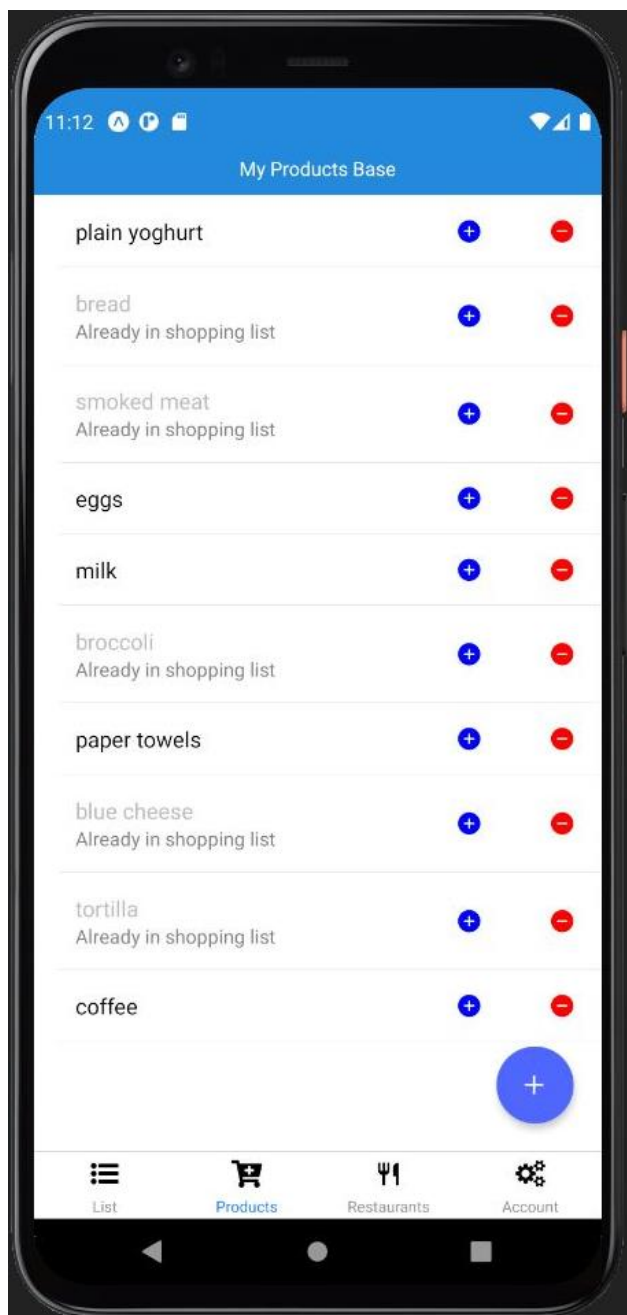 11:12
My Products Base
plain yoghurt
bread
Already in shopping list
smoked meat
Already in shopping list
eggs
milk
broccoli
Already in shopping list
paper towels
blue cheese
Already in shopping list
tortilla
Already in shopping list
coffee
List Products Restaurants Account